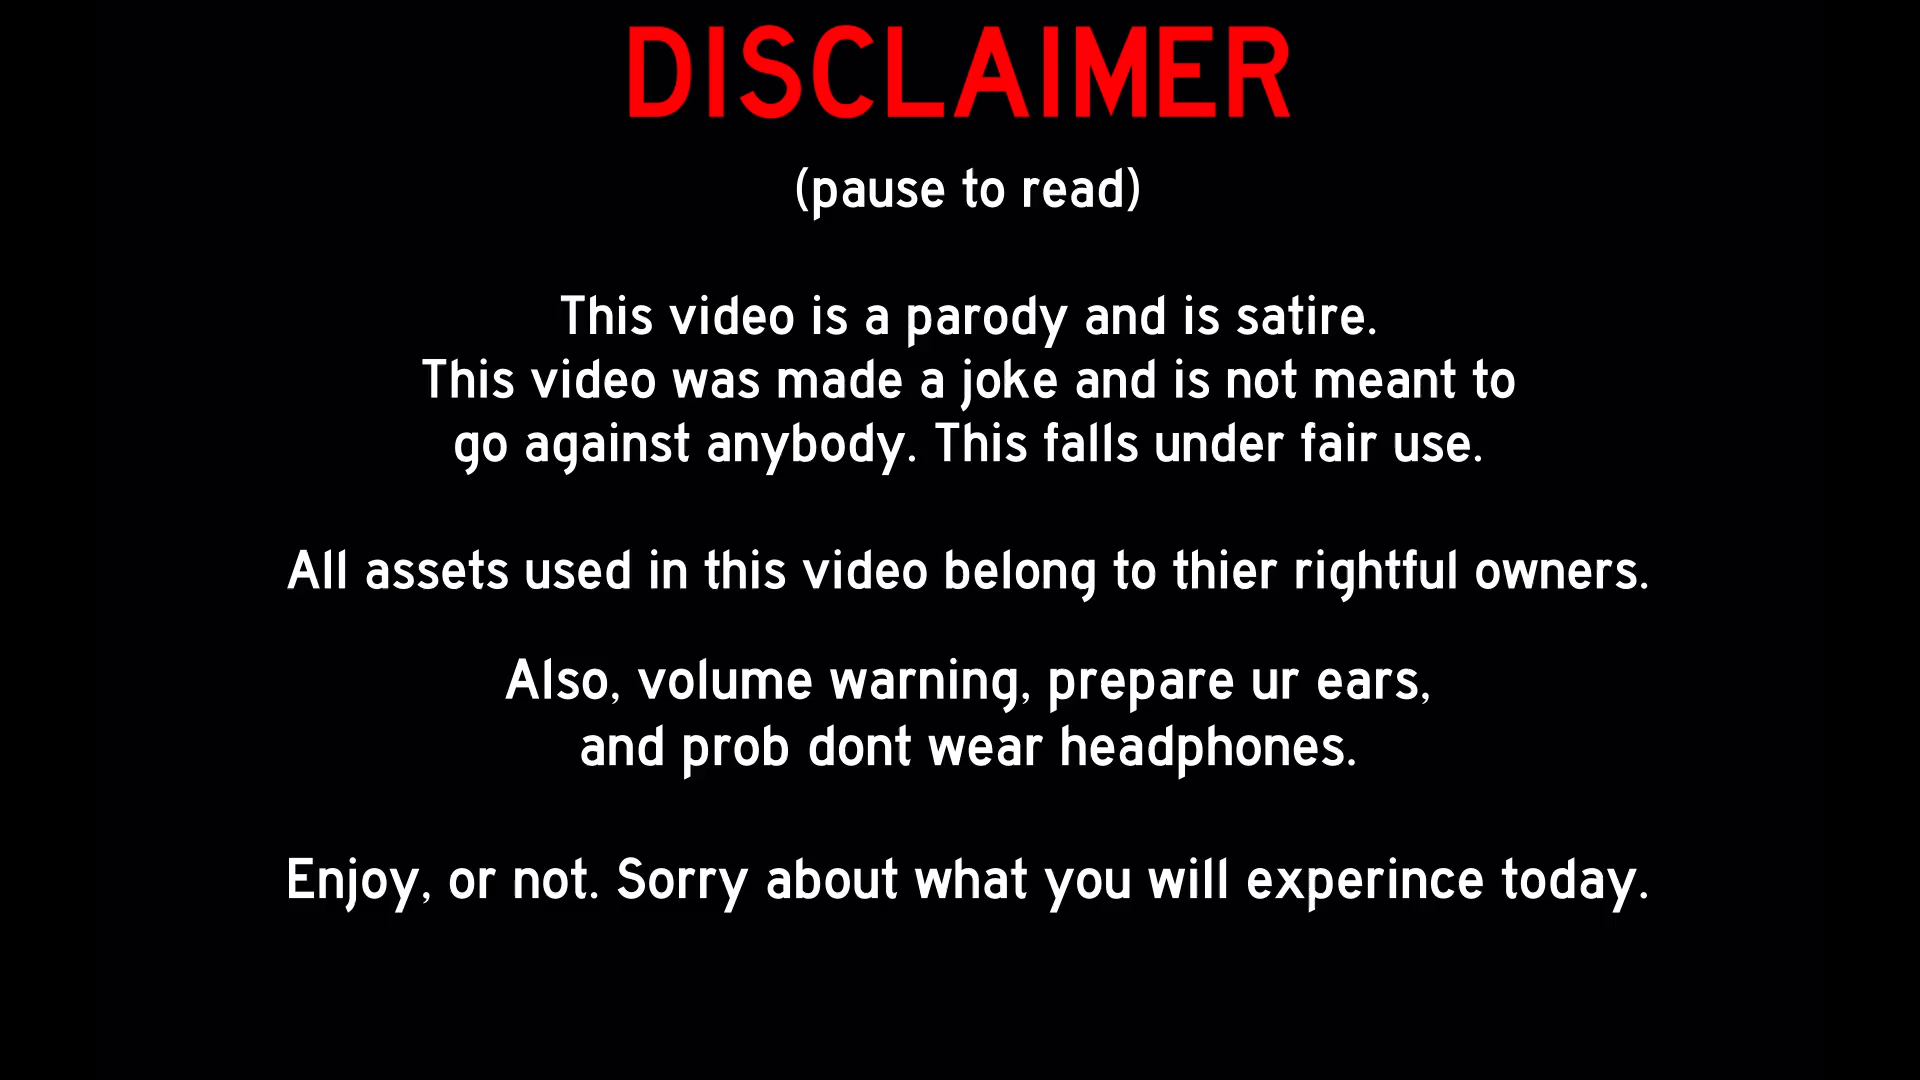 DISCLAIMER
(pause to read)
This video is a parody and is satire.
This video was made a joke and is not meant to
go against anybody. This falls under fair use.
All assets used in this video belong to thier rightful owners.
Also, volume warning, prepare ur ears,
and prob dont wear headphones.
Enjoy, or not. Sorry about what you will experince today.